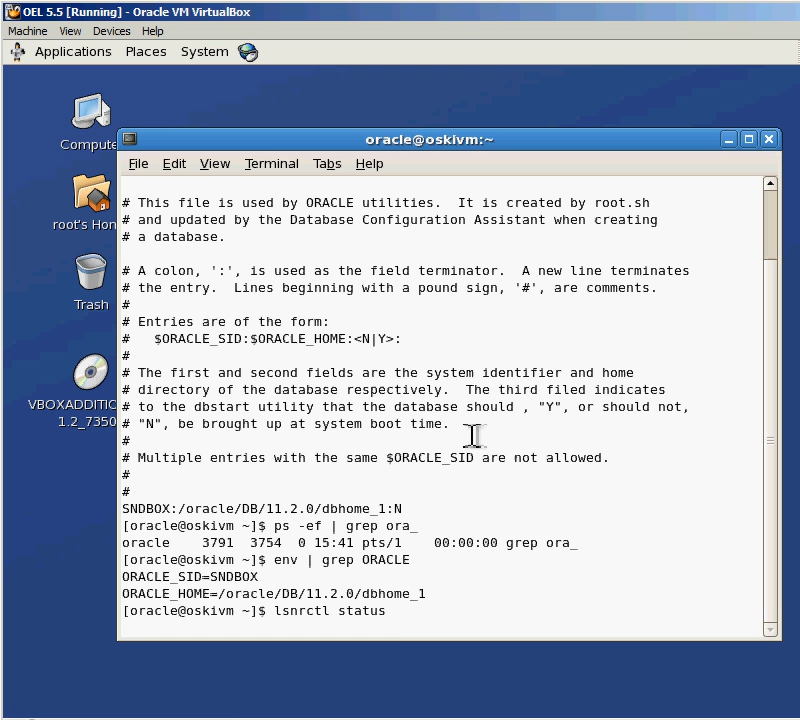 OEL 5.5 [Running] - Oracle VM VirtualBox
Machine View Devices Help
Applications Places System
Compute
root's Hon
Trash
VBOXADDITIC
1.2_7350
oracle@oskivm:~
File Edit View Terminal Tabs Help
# This file is used by ORACLE utilities.  It is created by root.sh
# and updated by the Database Configuration Assistant when creating
# a database.
# A colon, ':', is used as the field terminator.  A new line terminates
# the entry.  Lines beginning with a pound sign, '#', are comments.
#
# Entries are of the form:
#   $ORACLE_SID:$ORACLE_HOME:<N|Y>:
#
# The first and second fields are the system identifier and home
# directory of the database respectively.  The third filed indicates
# to the dbstart utility that the database should , "Y", or should not,
# "N", be brought up at system boot time.
#
# Multiple entries with the same $ORACLE_SID are not allowed.
#
#
SNDBOX:/oracle/DB/11.2.0/dbhome_1:N
[oracle@oskivm ~]$ ps -ef | grep ora_
oracle    3791  3754  0 15:41 pts/1    00:00:00 grep ora_
[oracle@oskivm ~]$ env | grep ORACLE
ORACLE_SID=SNDBOX
ORACLE_HOME=/oracle/DB/11.2.0/dbhome_1
[oracle@oskivm ~]$ lsnrctl status